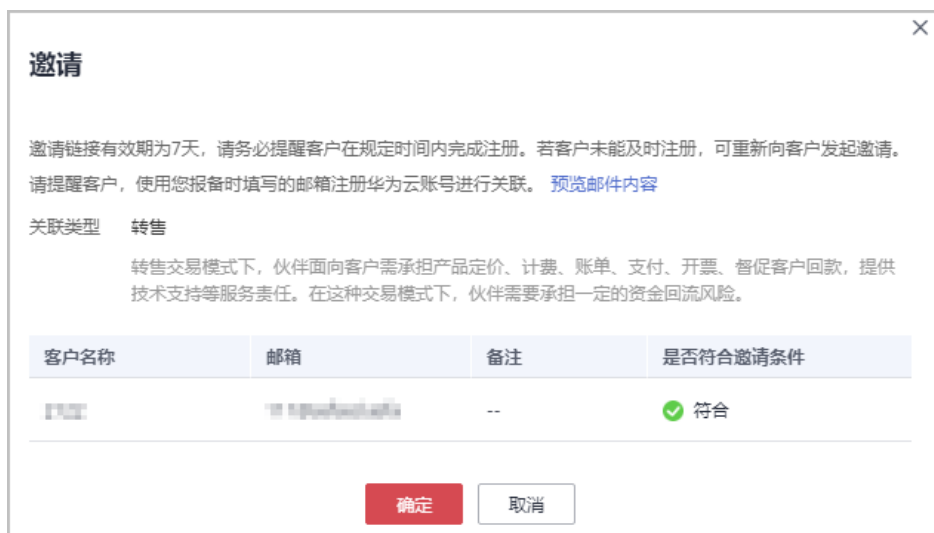 邀请
邀请链接有效期为7天，请务必提醒客户在规定时间内完成注册。若客户未能及时注册，可重新向客户发起邀请。
请提醒客户，使用您报备时填写的邮箱注册华为云账号进行关联。 预览邮件内容
关联类型 转售
转售交易模式下，伙伴面向客户需承担产品定价、计费、账单、支付、开票、督促客户回款，提供
技术支持等服务责任。在这种交易模式下，伙伴需要承担一定的资金回流风险。
客户名称 邮箱 备注 是否符合邀请条件
-- 符合
确定 取消